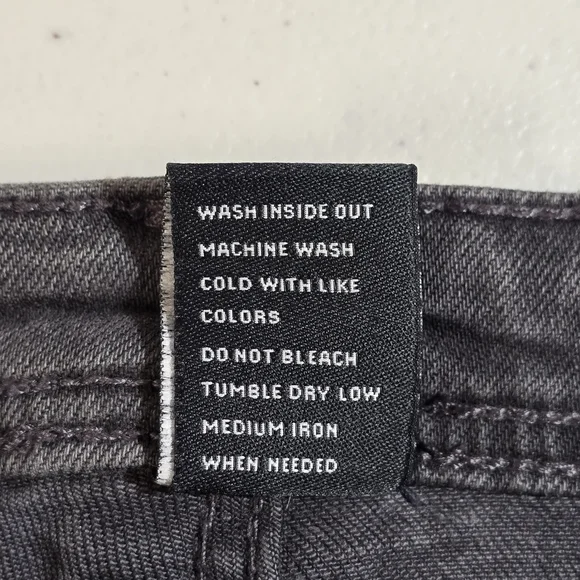 WASH INSIDE OUT
MACHINE WASH
COLD WITH LIKE
COLORS
DO NOT BLEACH
TUMBLE DRY LOW
MEDIUM IRON
WHEN NEEDED